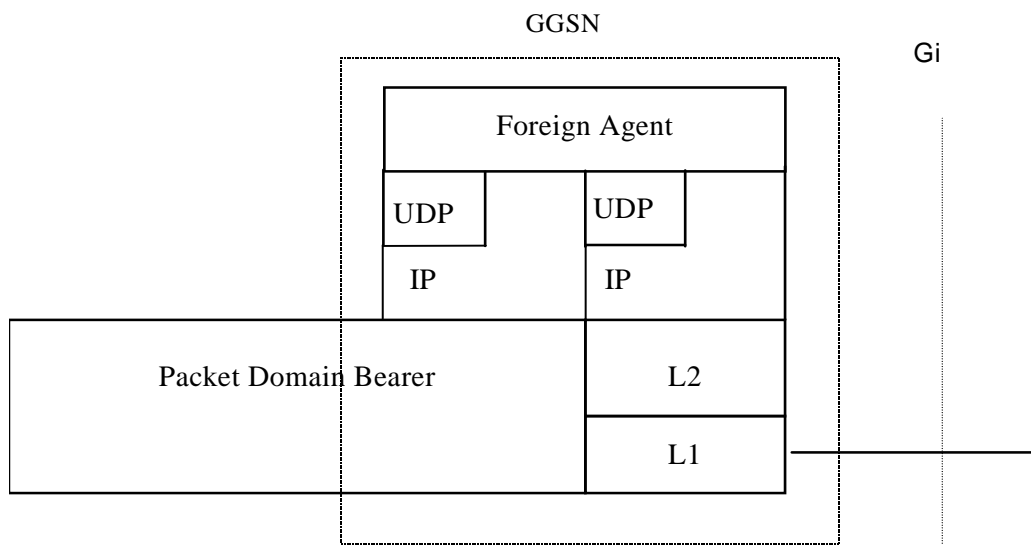 GGSN
Gi
Foreign Agent
UDP UDP
IP IP
Packet Domain Bearer L2
L1